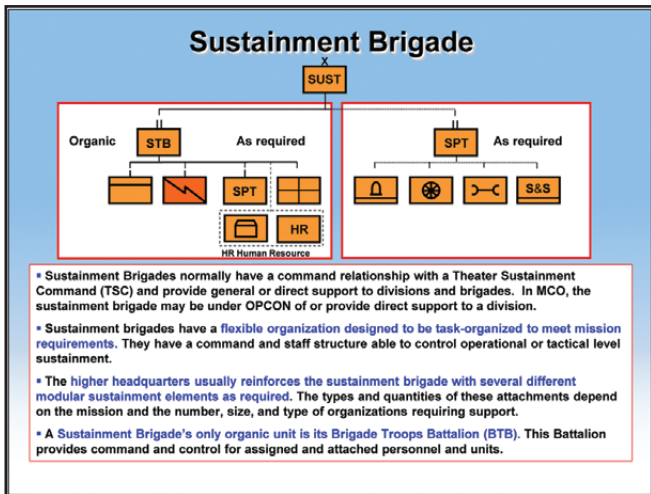 Sustainment Brigade
X
SUST
Organic
STB
As required
SPT
As required
SPT
S&S
HR
HR Human Resource
▪ Sustainment Brigades normally have a command relationship with a Theater Sustainment
Command (TSC) and provide general or direct support to divisions and brigades. In MCO, the
sustainment brigade may be under OPCON of or provide direct support to a division.
▪ Sustainment brigades have a flexible organization designed to be task-organized to meet mission
requirements. They have a command and staff structure able to control operational or tactical level
sustainment.
▪ The higher headquarters usually reinforces the sustainment brigade with several different
modular sustainment elements as required. The types and quantities of these attachments depend
on the mission and the number, size, and type of organizations requiring support.
▪ A Sustainment Brigade's only organic unit is its Brigade Troops Battalion (BTB). This Battalion
provides command and control for assigned and attached personnel and units.